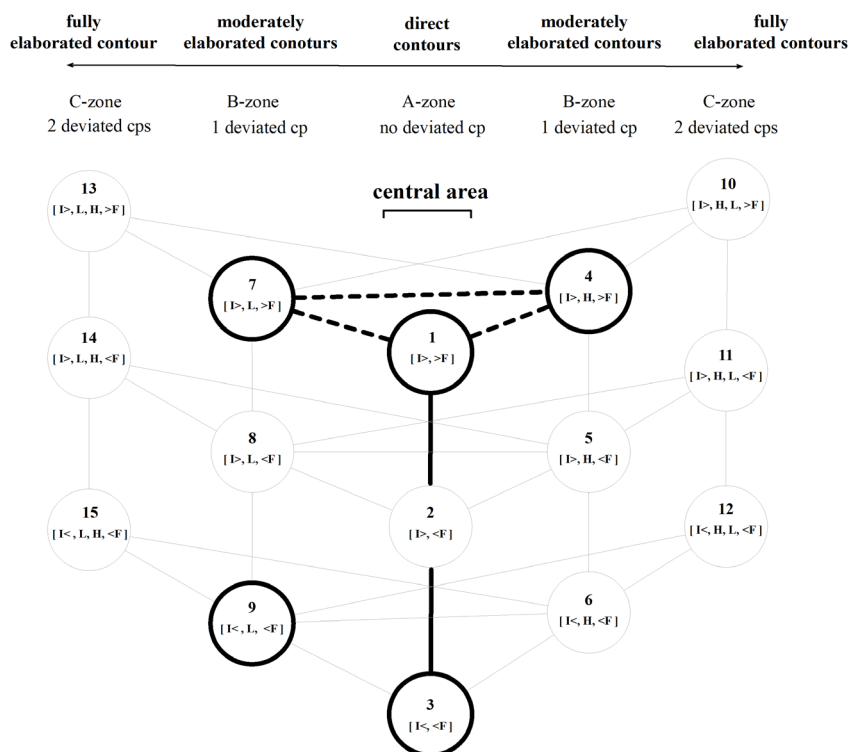 fully
elaborated contour
moderately
elaborated conoturs
direct
contours
moderately
elaborated contours
fully
elaborated contours
C-zone
2 deviated cps
B-zone
1 deviated cp
A-zone
no deviated cp
B-zone
1 deviated cp
C-zone
2 deviated cps
central area
13
[ I>, L, H, >F ]
10
[ I>, H, L, >F ]
7
[ I>, L, >F ]
4
[ I>, H, >F ]
1
[ I>, >F ]
14
[ I>, L, H, <F ]
11
[ I>, H, L, <F ]
8
[ I>, L, <F ]
5
[ I>, H, <F ]
2
[ I>, <F ]
15
[ I<, L, H, <F ]
12
[ I<, H, L, <F ]
9
[ I< , L, <F ]
6
[ I<, H, <F ]
3
[ I<, <F ]